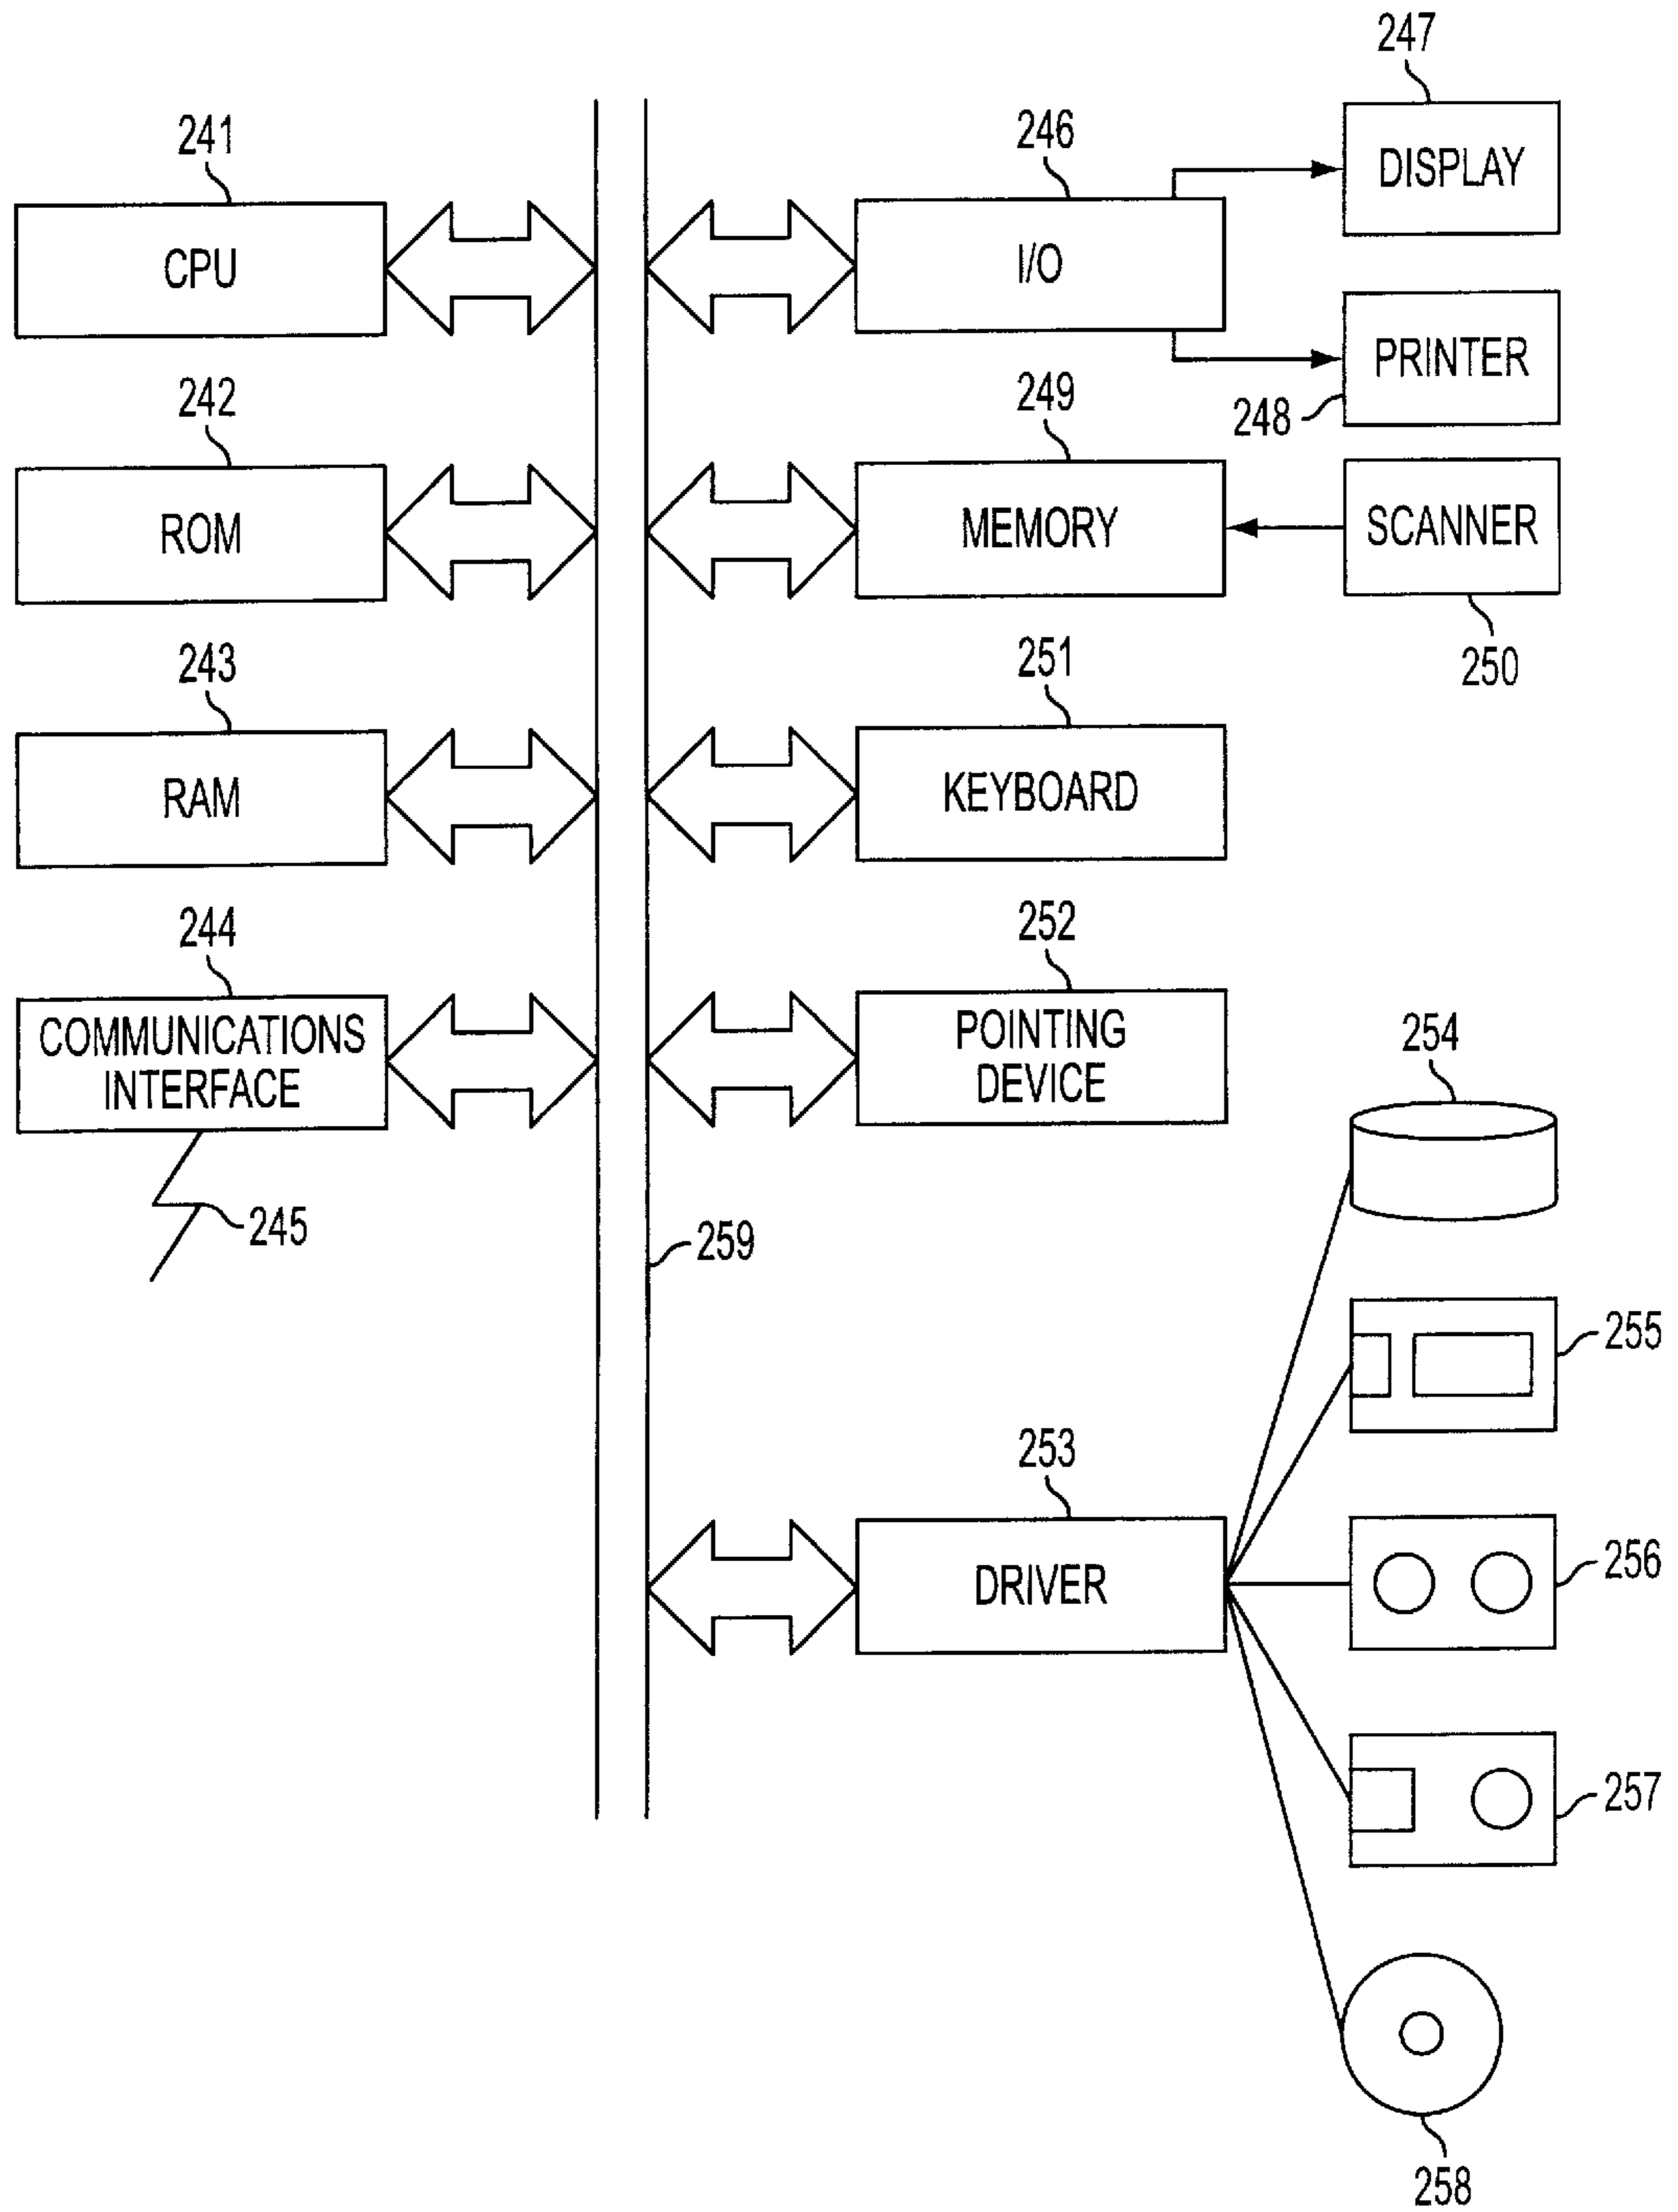 247
241
246
DISPLAY
CPU
I/O
PRINTER
242
249
248
ROM
MEMORY
SCANNER
243
251
250
RAM
KEYBOARD
244
252
COMMUNICATIONS
INTERFACE
POINTING
DEVICE
254
245
259
255
253
256
DRIVER
257
258